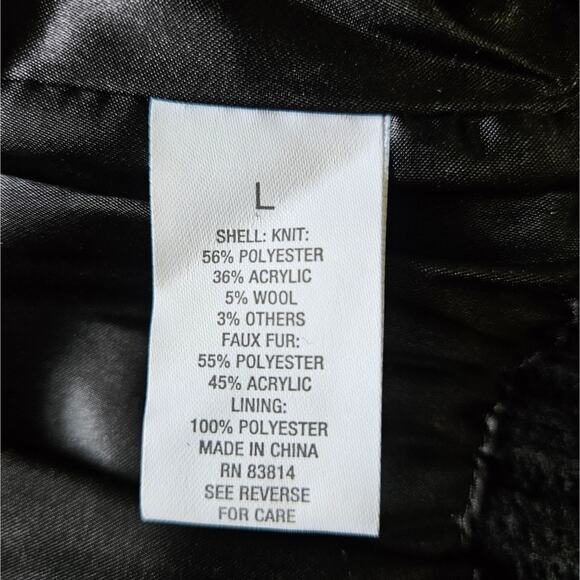 L
SHELL: KNIT:
56% POLYESTER
36% ACRYLIC
5% WOOL
3% OTHERS
FAUX FUR:
55% POLYESTER
45% ACRYLIC
LINING:
100% POLYESTER
MADE IN CHINA
RN 83814
SEE REVERSE
FOR CARE